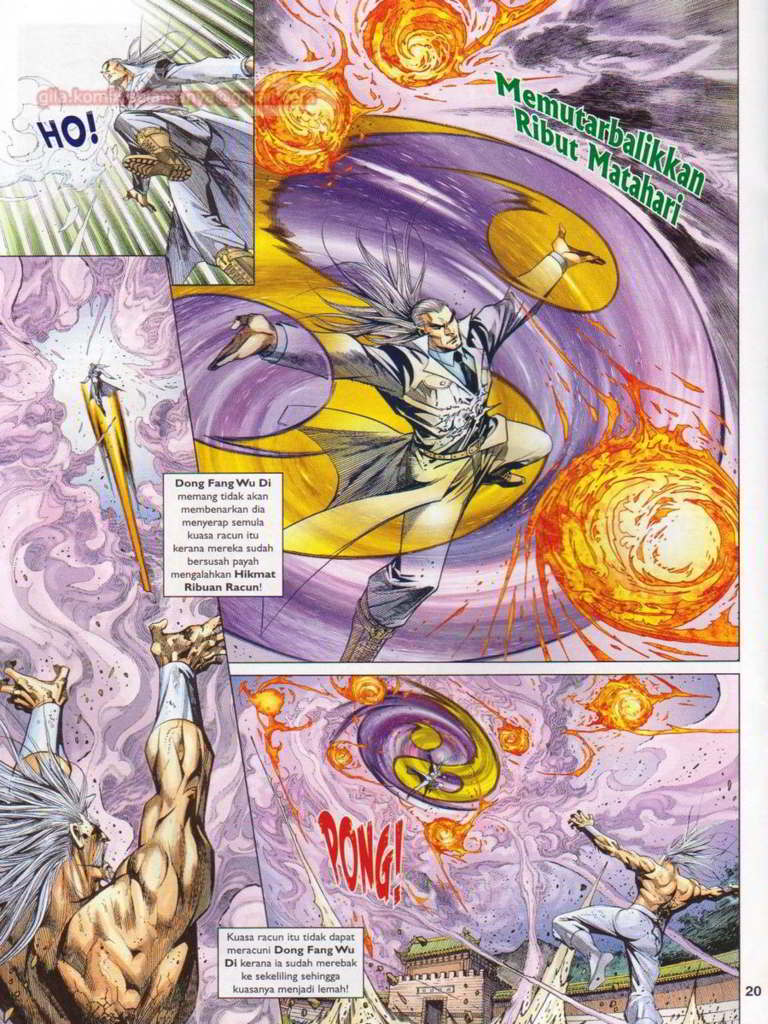 HO!
Memutarbalikkan
Ribut Matahari
Dong Fang Wu Di
memang tidak akan
membenarkan dia
menyerap semula
kuasa racun itu
kerana mereka sudah
bersusah payah
mengalahkan Hikmat
Ribuan Racun!
PONG!
Kuasa racun itu tidak dapat
meracuni Dong Fang Wu
Di kerana ia sudah merebak
ke sekeliling sehingga
kuasanya menjadi lemah!
20